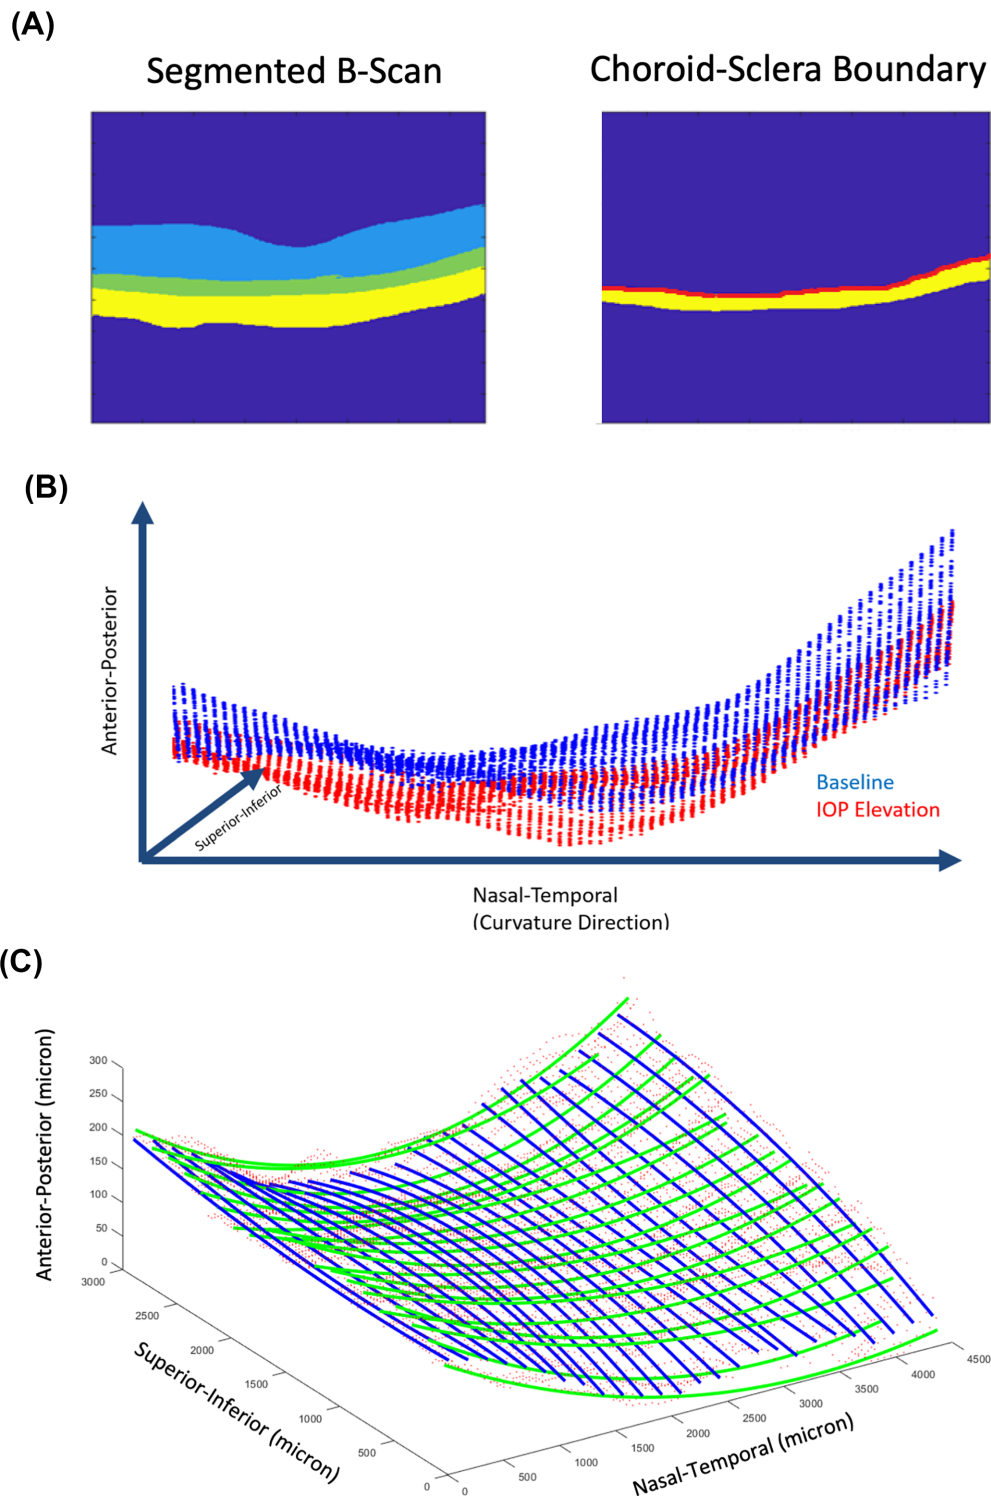 (A)
Segmented B-Scan
Choroid-Sclera Boundary
(B)
Anterior-Posterior
Superior-Inferior
Baseline
IOP Elevation
Nasal-Temporal
(Curvature Direction)
(C)
Anterior-Posterior (micron)
300
250
200
150
100
50
0
3000
2500
2000
1500
1000
500
0
Superior-Inferior (micron)
0
500
1000
1500
2000
2500
3000
3500
4000
4500
Nasal-Temporal (micron)